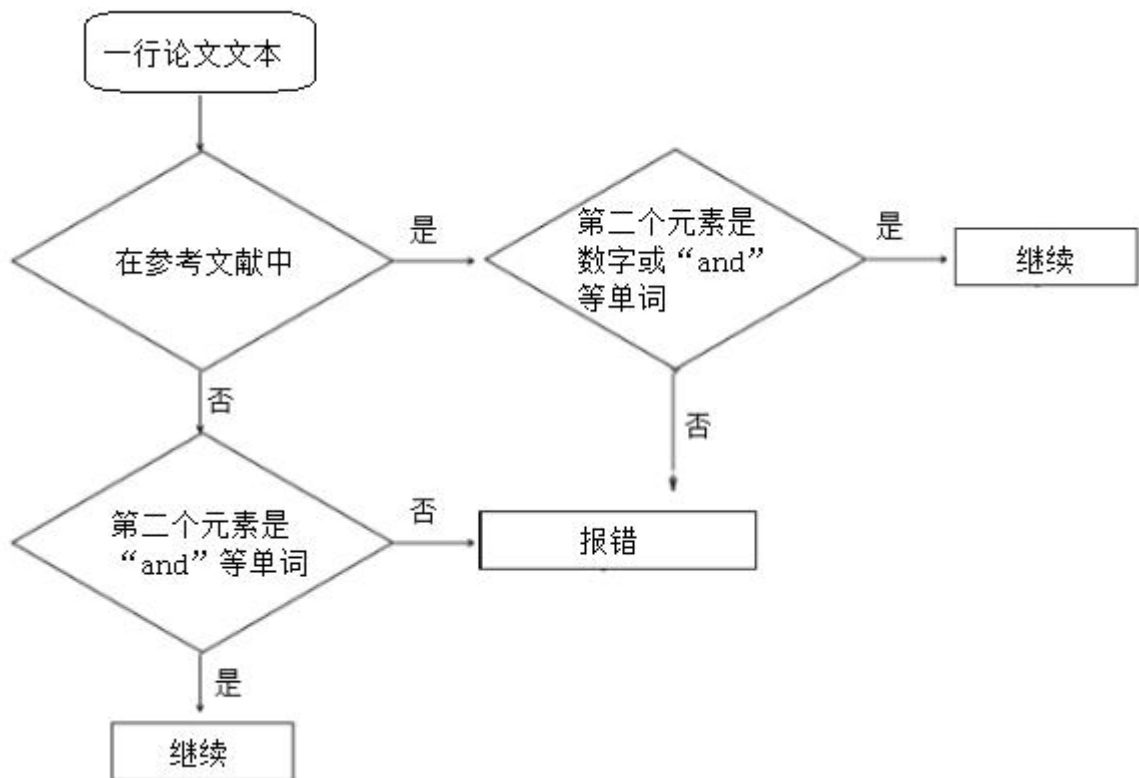 一行论文文本
在参考文献中
是
第二个元素是
数字或“and”
等单词
是
继续
否
否
第二个元素是
“and”等单词
否
报错
是
继续